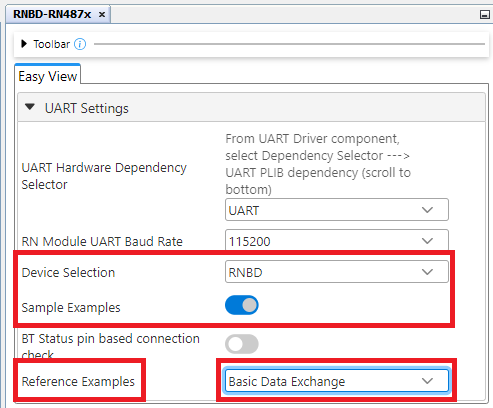 RNBD-RN487x ×
Toolbar
Easy View
UART Settings
From UART Driver component,
select Dependency Selector --->
UART PLIB dependency (scroll to
bottom)
UART Hardware Dependency
Selector
UART
RN Module UART Baud Rate 115200
Device Selection RNBD
Sample Examples
BT Status pin based connection
check
Reference Examples Basic Data Exchange